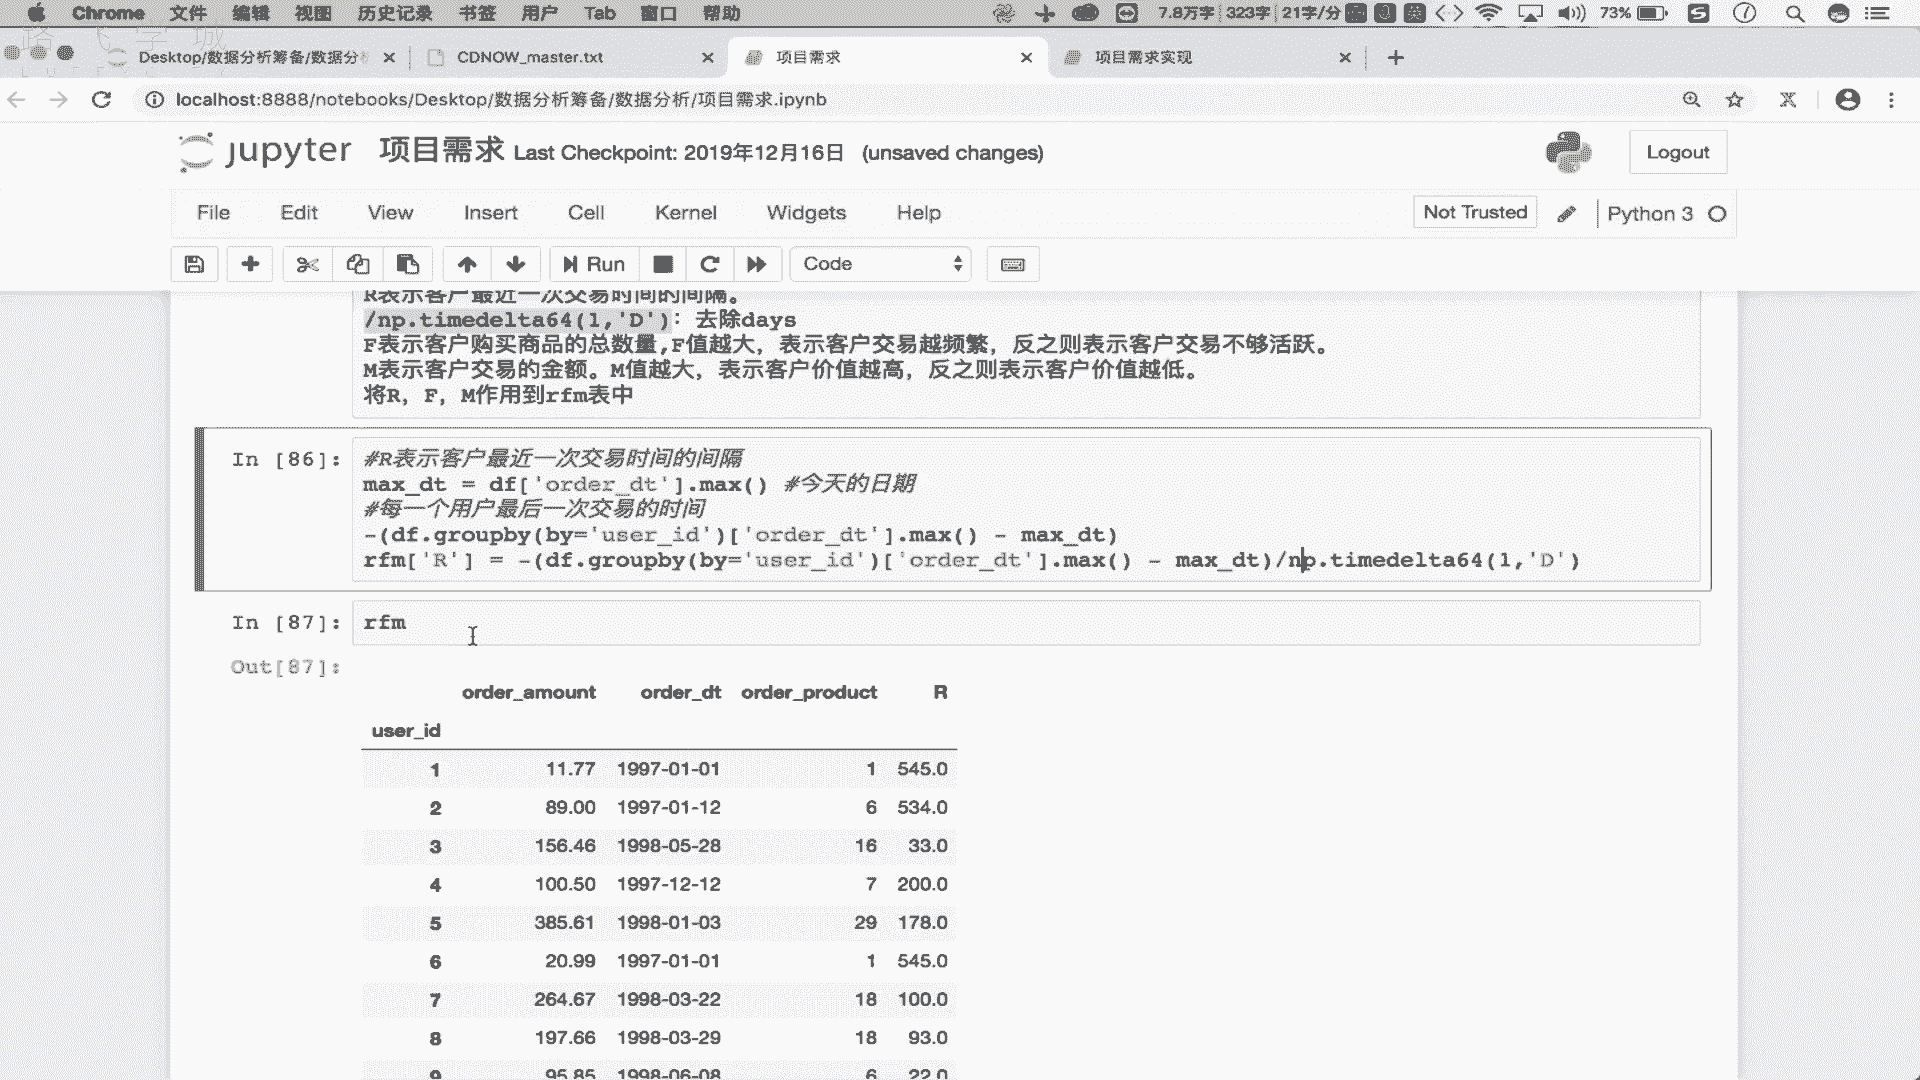 Chrome 文件 编辑 视图 历史记录 书签 用户 Tab 窗口 帮助 7.8万字 323字 21字/分 73%
Desktop/数据分析筹备/数据分 CDNOW_master.txt 项目需求 项目需求实现
localhost:8888/notebooks/Desktop/数据分析筹备/数据分析/项目需求.ipynb
jupyter 项目需求 Last Checkpoint: 2019年12月16日 (unsaved changes) Logout
File Edit View Insert Cell Kernel Widgets Help Not Trusted Python 3
Run Code
R表示客户最近一次交易时间的间隔。
/np.timedelta64(1,'D'): 去除days
F表示客户购买商品的总数量,F值越大，表示客户交易越频繁，反之则表示客户交易不够活跃。
M表示客户交易的金额。M值越大，表示客户价值越高，反之则表示客户价值越低。
将R，F，M作用到rfm表中
In [86]: #R表示客户最近一次交易时间的间隔
max_dt = df['order_dt'].max() #今天的日期
#每一个用户最后一次交易的时间
-(df.groupby(by='user_id')['order_dt'].max() - max_dt)
rfm['R'] = -(df.groupby(by='user_id')['order_dt'].max() - max_dt)/np.timedelta64(1,'D')
In [87]: rfm
Out[87]:
order_amount order_dt order_product R
user_id
1 11.77 1997-01-01 1 545.0
2 89.00 1997-01-12 6 534.0
3 156.46 1998-05-28 16 33.0
4 100.50 1997-12-12 7 200.0
5 385.61 1998-01-03 29 178.0
6 20.99 1997-01-01 1 545.0
7 264.67 1998-03-22 18 100.0
8 197.66 1998-03-29 18 93.0
9 95.85 1998-06-08 6 22.0